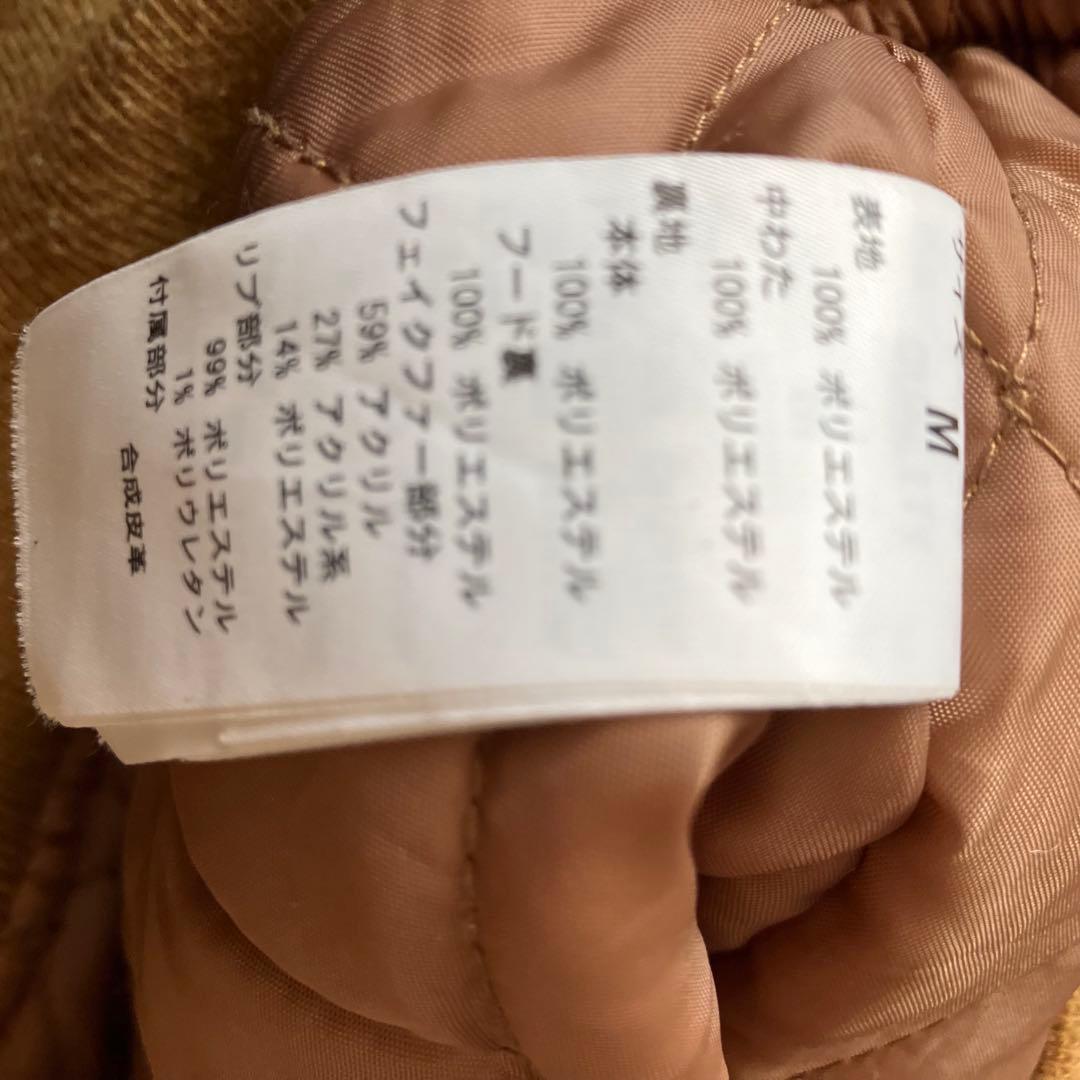 サイズ M
表地
100% ポリエステル
中わた
100% ポリエステル
裏地
本体
100% ポリエステル
フード裏
100% ポリエステル
フェイクファー部分
59% アクリル
27% アクリル系
14% ポリエステル
リブ部分
99% ポリエステル
1% ポリウレタン
付属部分
合成皮革